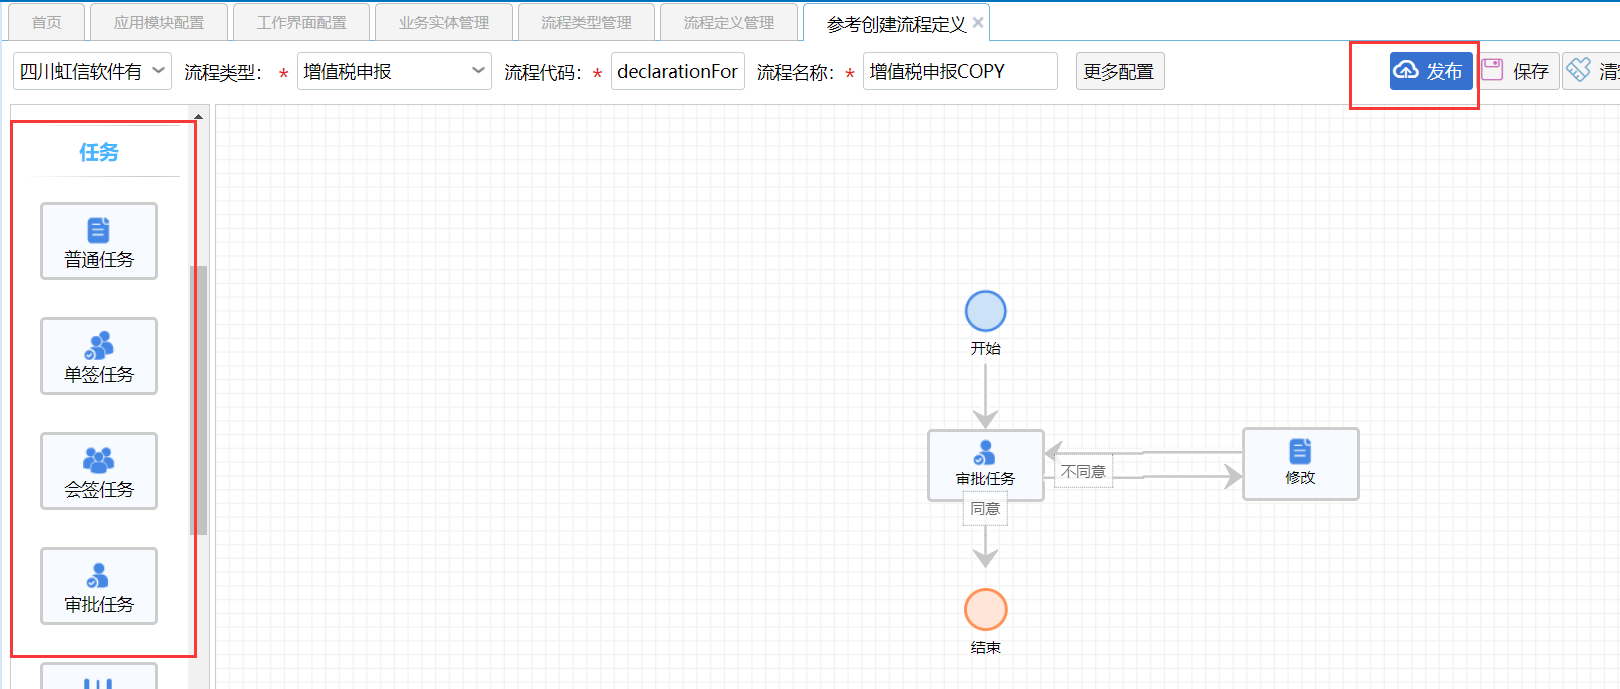 首页 应用模块配置 工作界面配置 业务实体管理 流程类型管理 流程定义管理 参考创建流程定义
四川虹信软件有 流程类型：* 增值税申报 流程代码：* declarationFor 流程名称：* 增值税申报COPY 更多配置 发布 保存
任务
普通任务
单签任务
会签任务
审批任务
开始
审批任务
不同意
修改
同意
结束